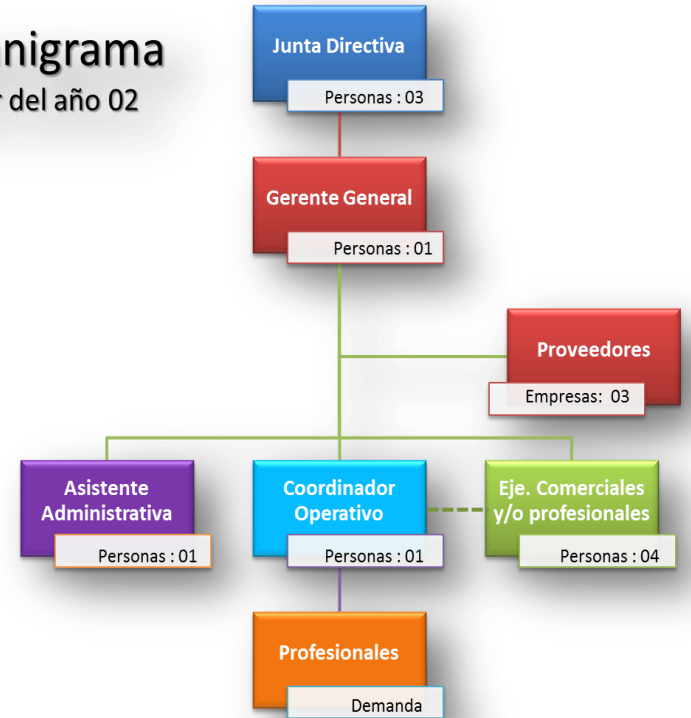 nigrama
del año 02
Junta Directiva
Personas : 03
Gerente General
Personas : 01
Proveedores
Empresas: 03
Asistente
Administrativa
Personas : 01
Coordinador
Operativo
Personas : 01
Eje. Comerciales
y/o profesionales
Personas : 04
Profesionales
Demanda